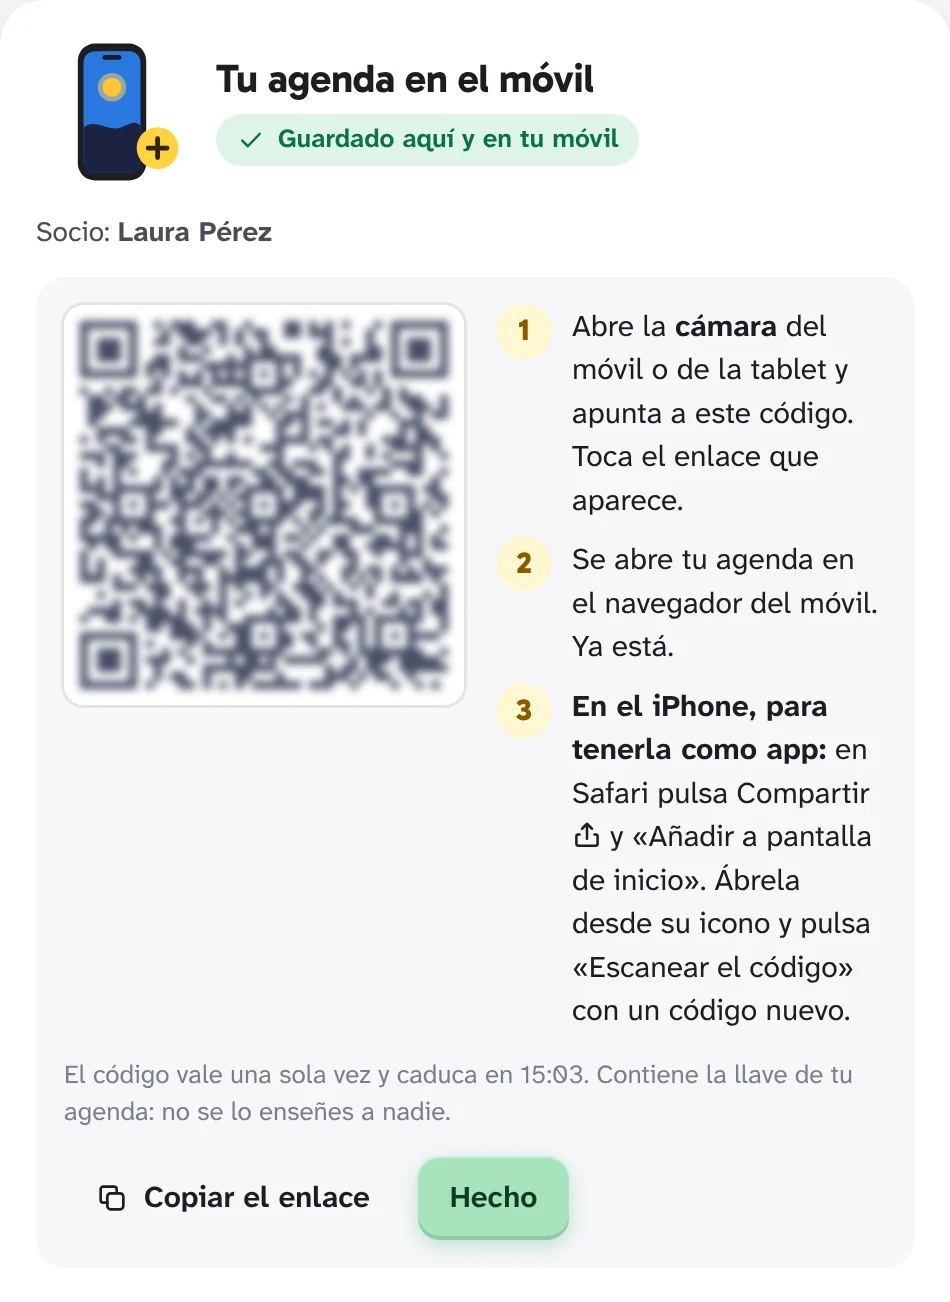 Tu agenda en el móvil
Guardado aquí y en tu móvil
Socio: Laura Pérez
1
Abre la cámara del
móvil o de la tablet y
apunta a este código.
Toca el enlace que
aparece.
2
Se abre tu agenda en
el navegador del móvil.
Ya está.
3
En el iPhone, para
tenerla como app: en
Safari pulsa Compartir
y «Añadir a pantalla
de inicio». Ábrela
desde su icono y pulsa
«Escanear el código»
con un código nuevo.
El código vale una sola vez y caduca en 15:03. Contiene la llave de tu
agenda: no se lo enseñes a nadie.
Copiar el enlace
Hecho